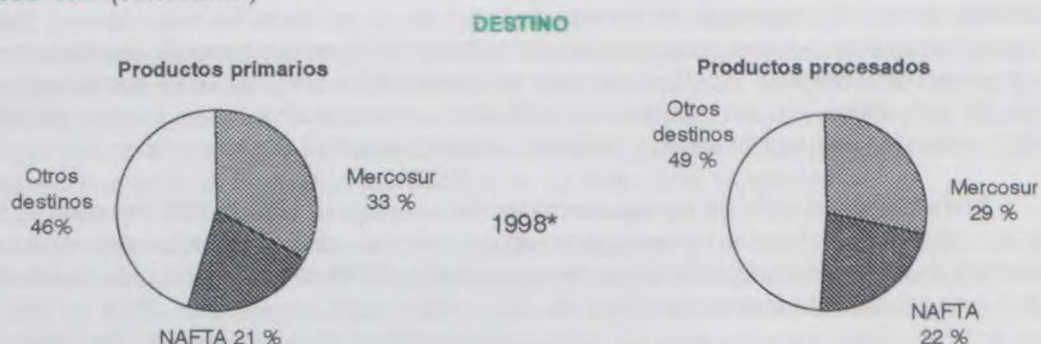 DESTINO
Productos primarios
Otros
destinos
46%
Mercosur
33 %
NAFTA 21 %
1998*
Productos procesados
Otros
destinos
49 %
Mercosur
29 %
NAFTA
22 %